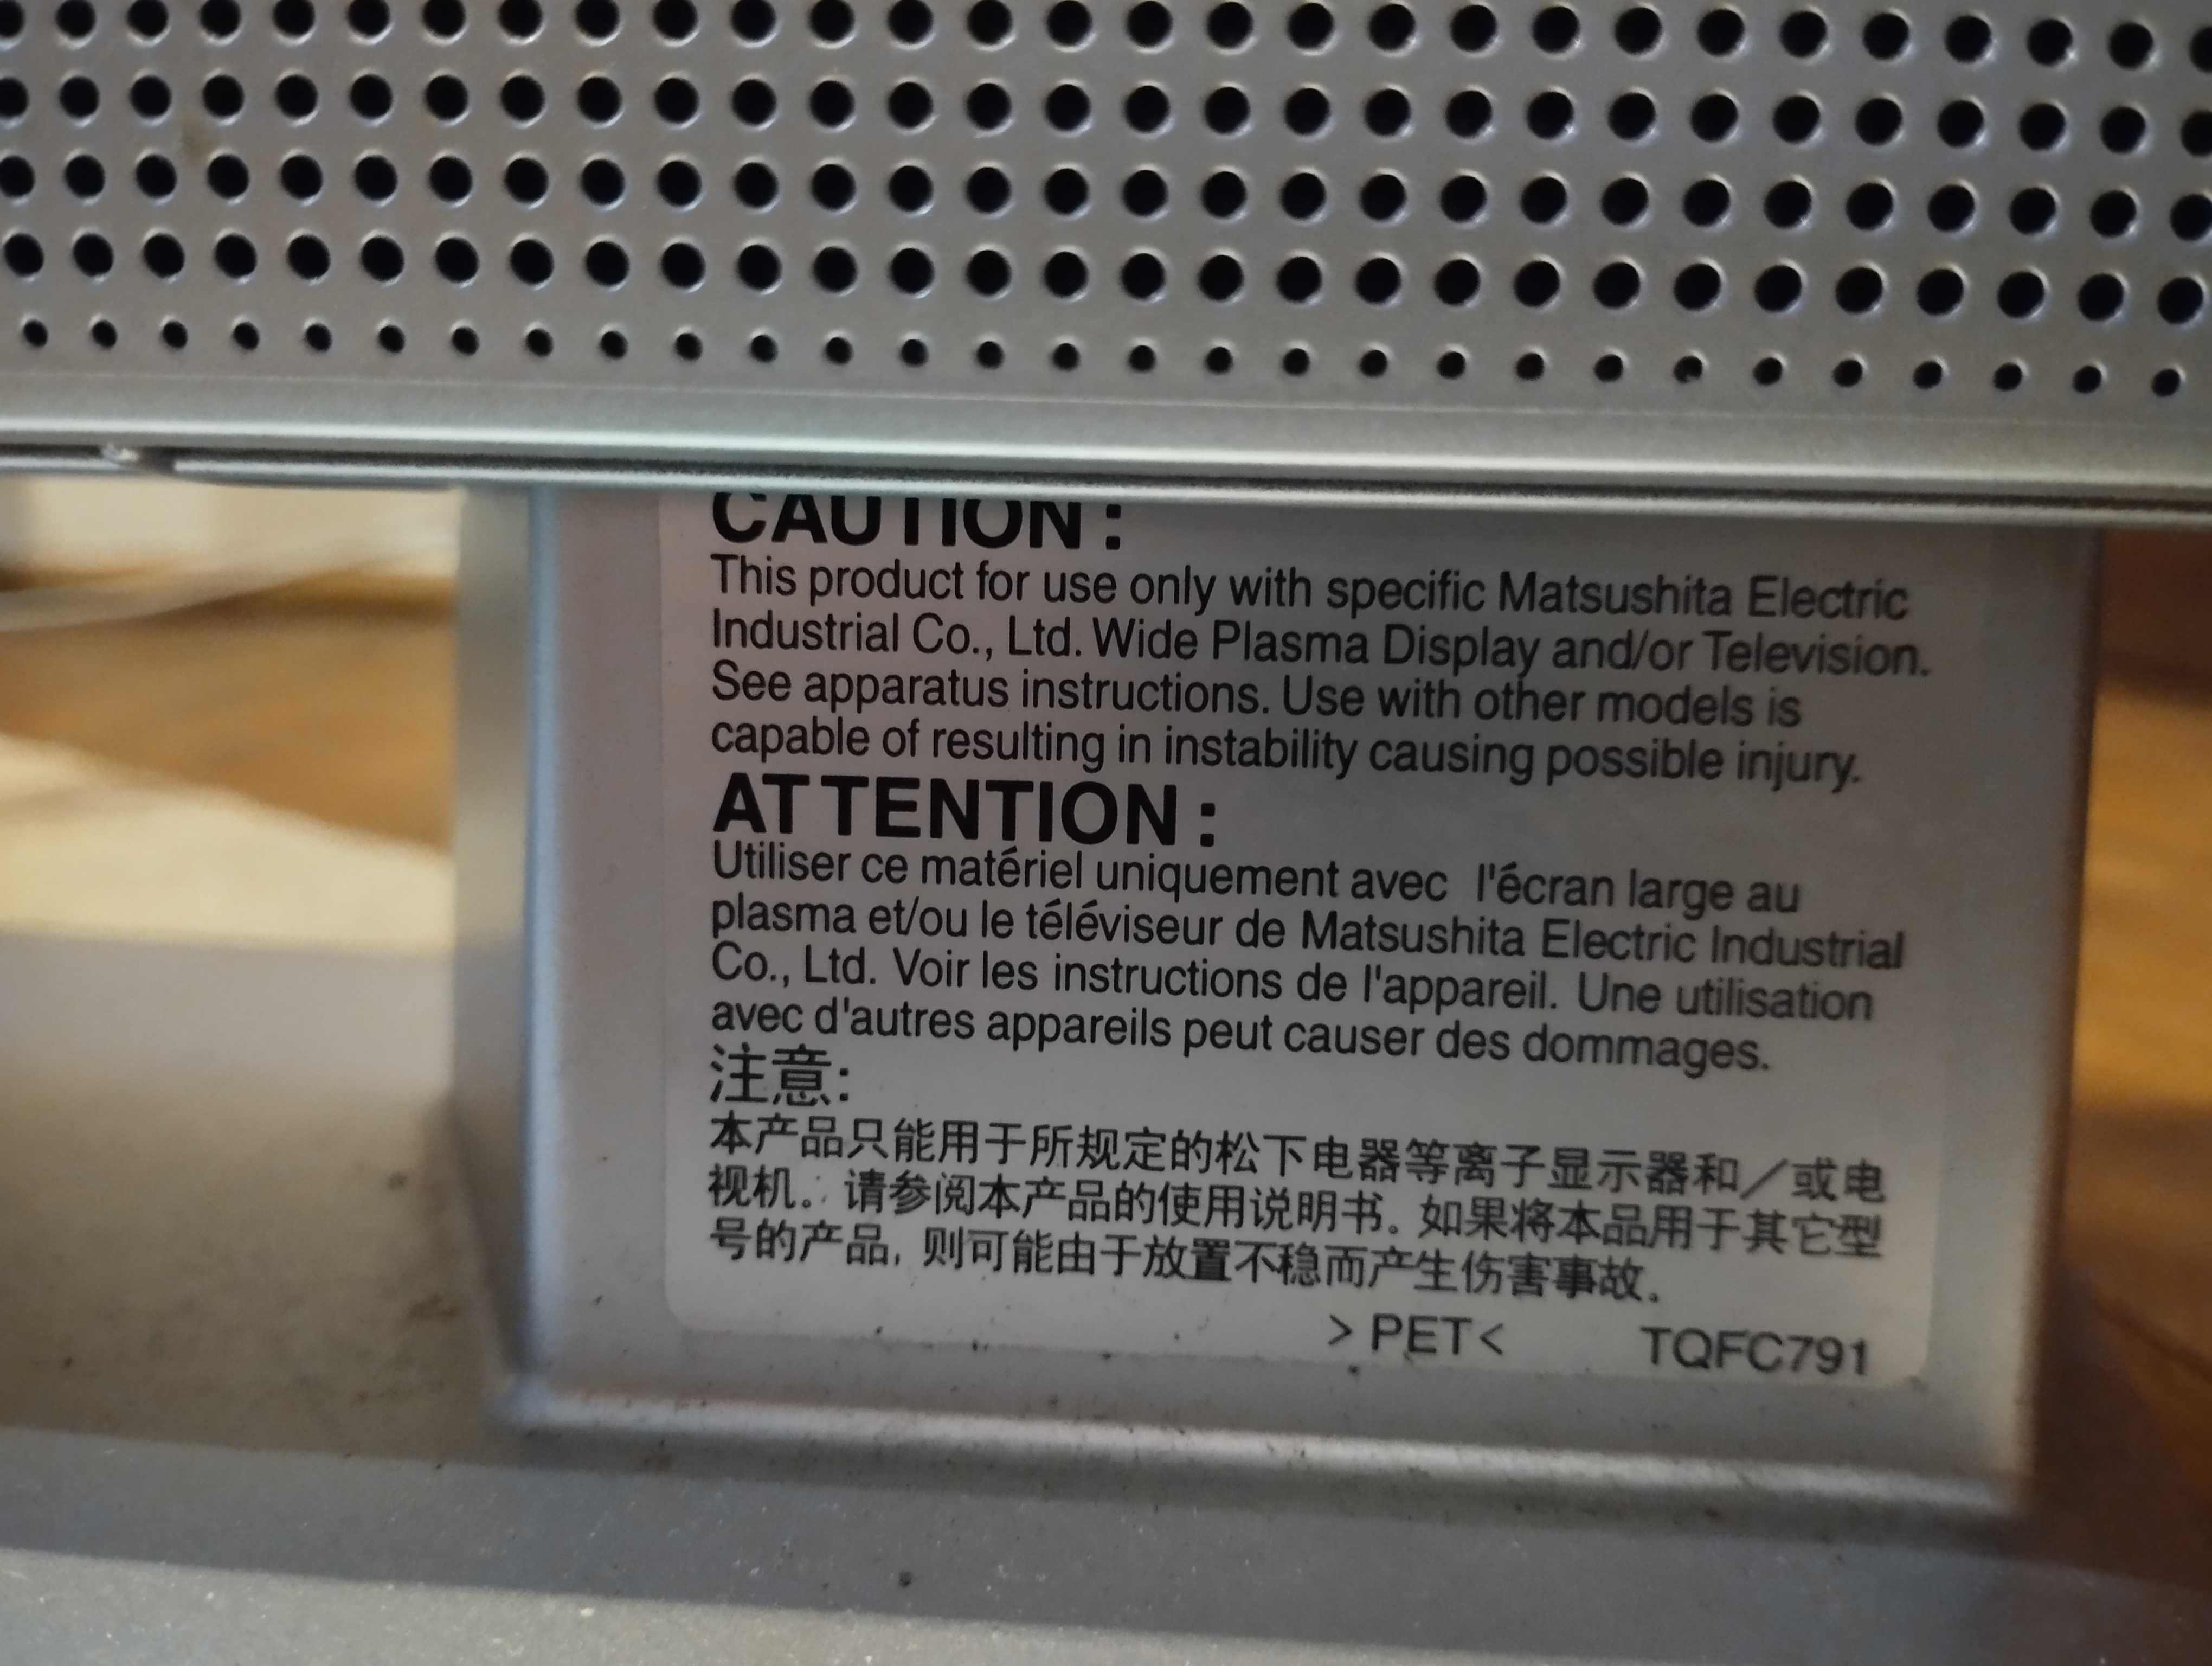 CAUTION :
This product for use only with specific Matsushita Electric
Industrial Co., Ltd. Wide Plasma Display and/or Television.
See apparatus instructions. Use with other models is
capable of resulting in instability causing possible injury.
ATTENTION :
Utiliser ce matériel uniquement avec l'écran large au
plasma et/ou le téléviseur de Matsushita Electric Industrial
Co., Ltd. Voir les instructions de l'appareil. Une utilisation
avec d'autres appareils peut causer des dommages.
注意:
本产品只能用于所规定的松下电器等离子显示器和／或电
视机。请参阅本产品的使用说明书。如果将本品用于其它型
号的产品, 则可能由于放置不稳而产生伤害事故。
> PET < TQFC791